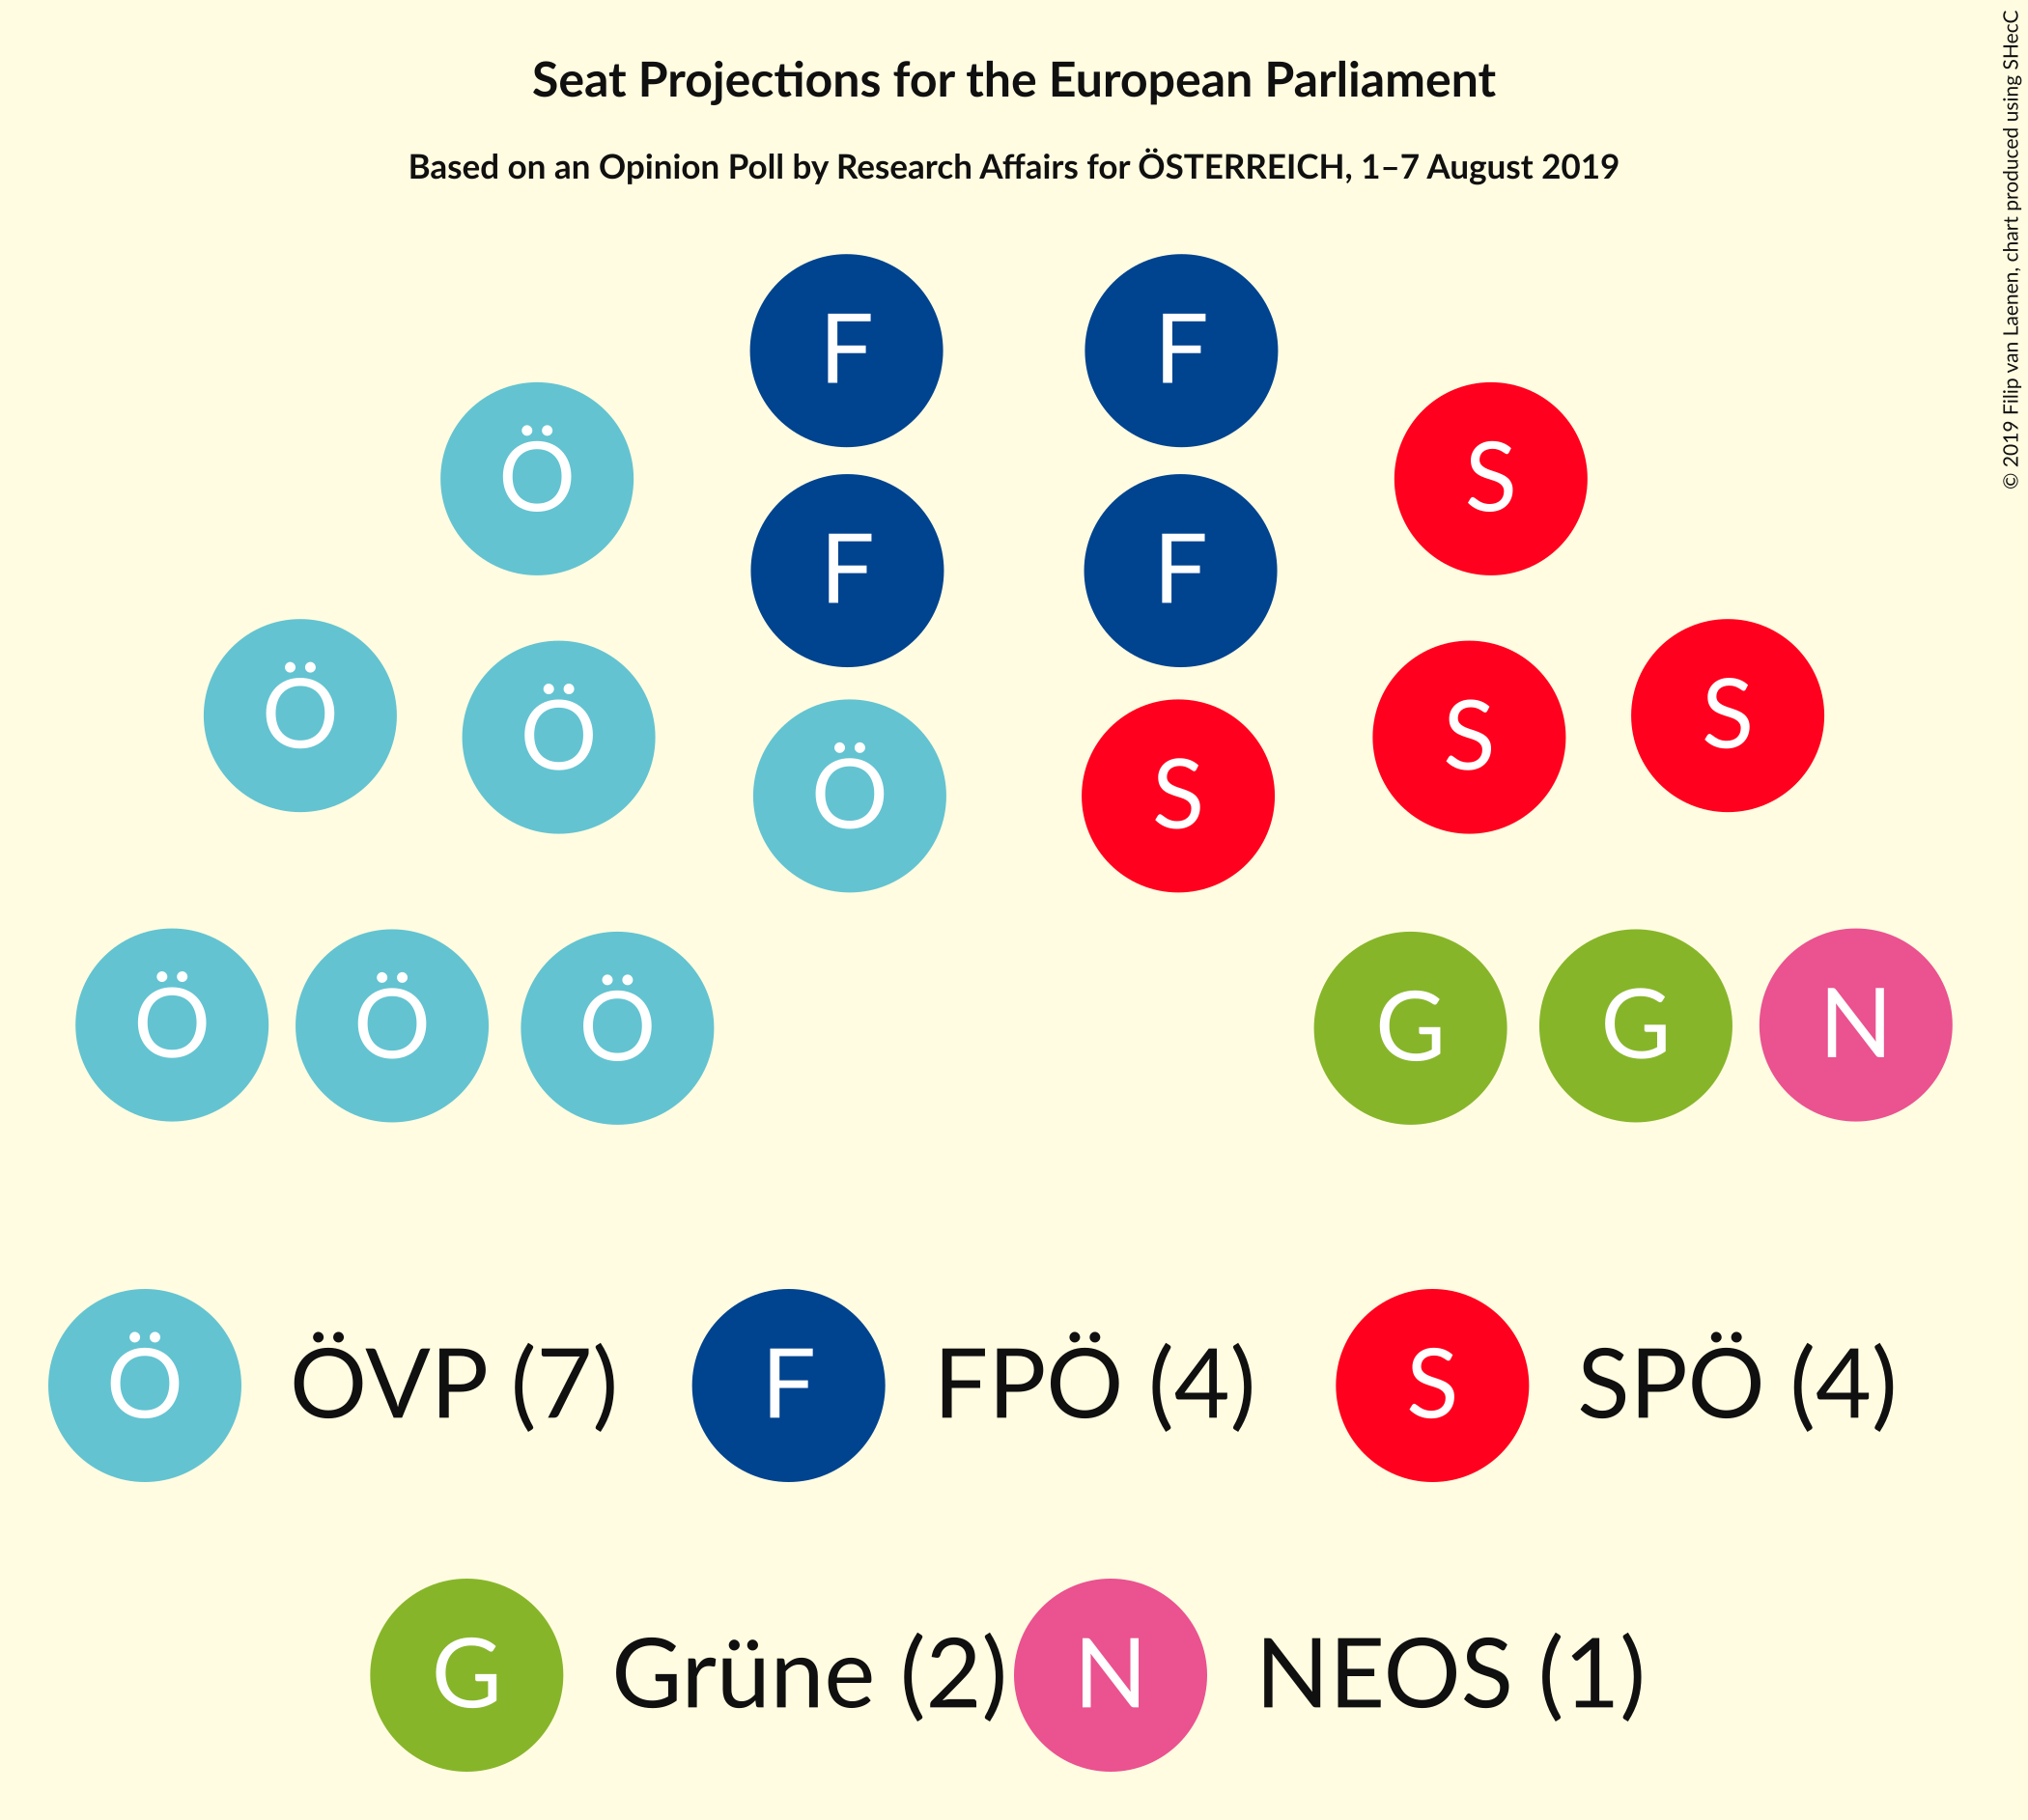 Seat Projections for the European Parliament
Based on an Opinion Poll by Research Affairs for ÖSTERREICH, 1–7 August 2019
© 2019 Filip van Laenen, chart produced using SHecC
F F
Ö S
F F
Ö S
Ö S
Ö S
Ö Ö Ö G G N
Ö ÖVP (7) F FPÖ (4) S SPÖ (4)
G Grüne (2) N NEOS (1)